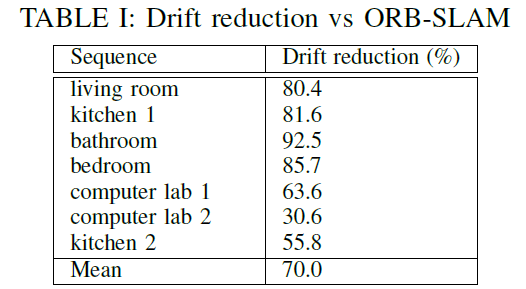 TABLE I: Drift reduction vs ORB-SLAM
Sequence Drift reduction (%)
living room 80.4
kitchen 1 81.6
bathroom 92.5
bedroom 85.7
computer lab 1 63.6
computer lab 2 30.6
kitchen 2 55.8
Mean 70.0